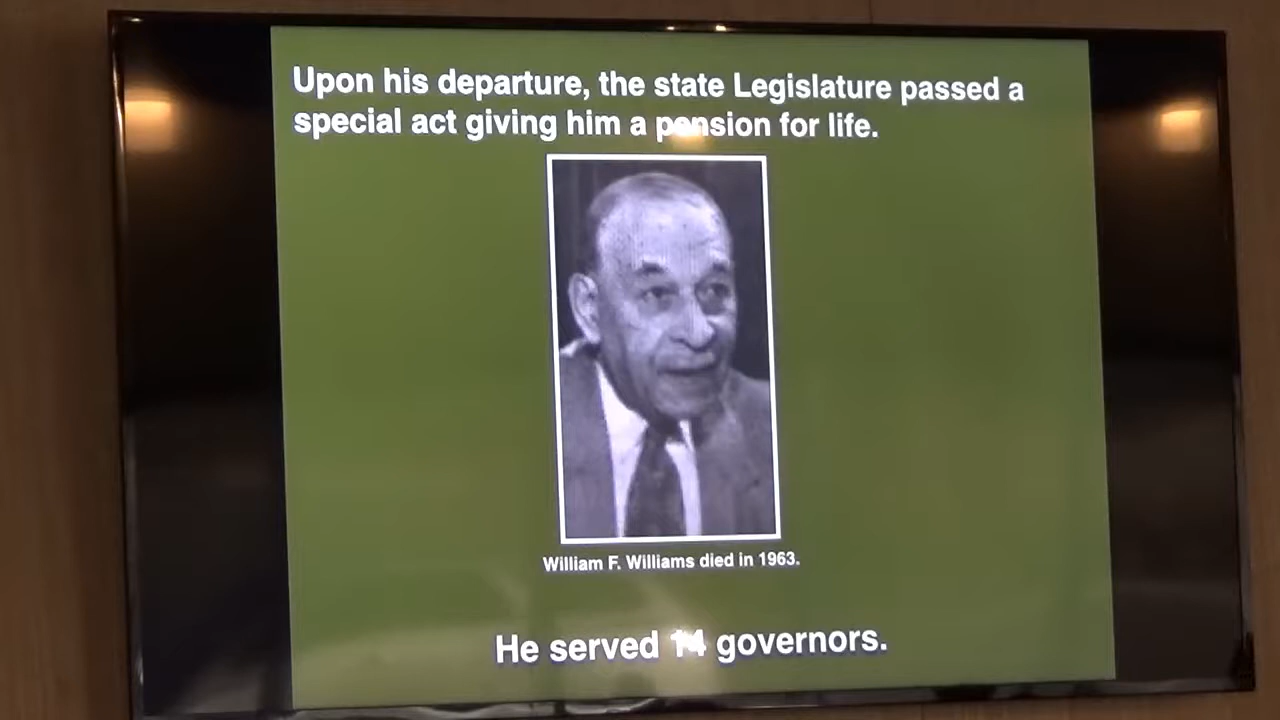 Upon his departure, the state Legislature passed a
special act giving him a pension for life.
William F. Williams died in 1963.
He served 14 governors.